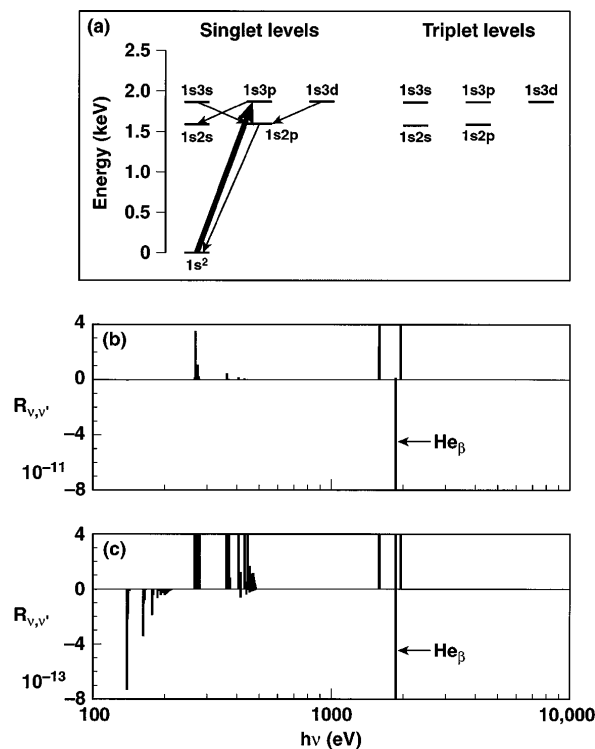 (a) Singlet levels Triplet levels
2.5
2.0
1.5
1.0
0.5
0
Energy (keV)
1s3s 1s3p 1s3d 1s3s 1s3p 1s3d
1s2s 1s2p 1s2s 1s2p
1s²
(b)
4
0
−4
−8
Rν,ν'
10⁻¹¹
Heβ
(c)
4
0
−4
−8
Rν,ν'
10⁻¹³
Heβ
100 1000 10,000
hν (eV)